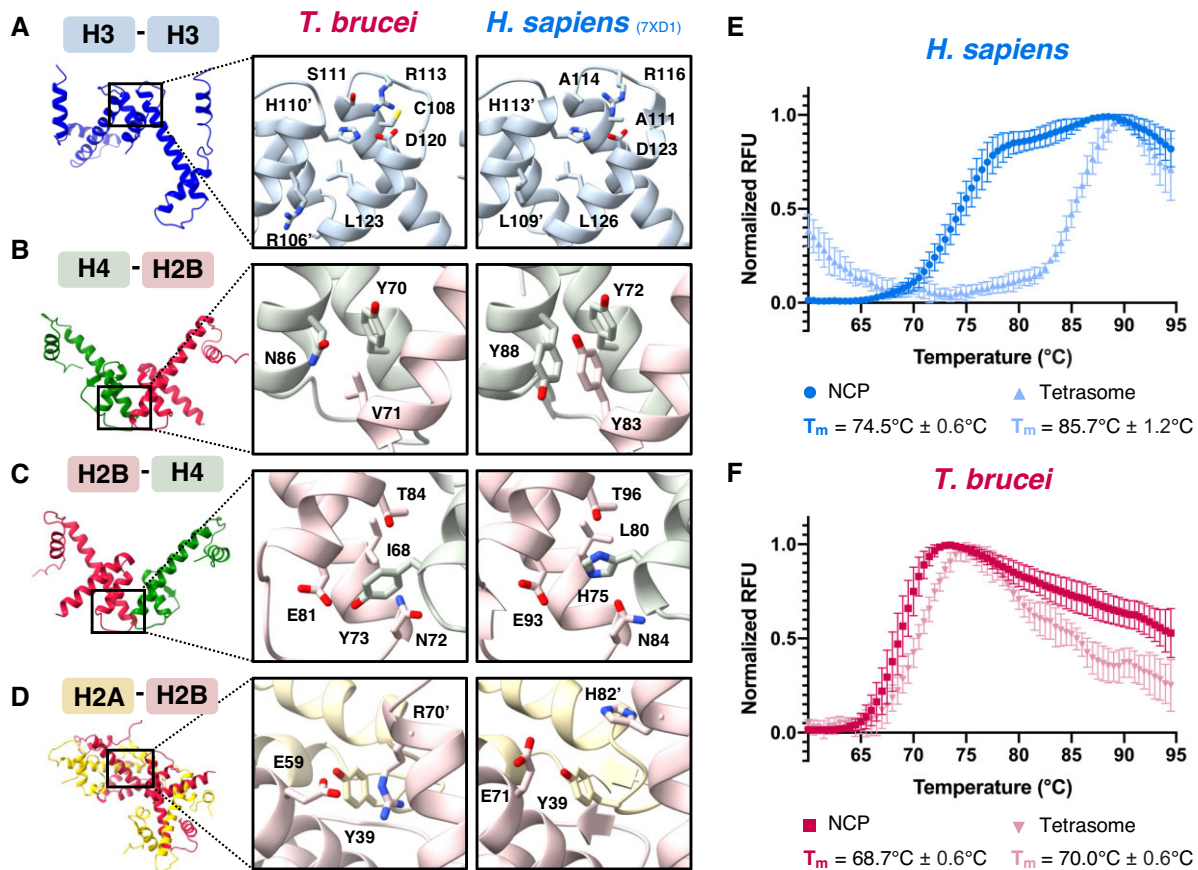 A
H3 - H3
T. brucei
H. sapiens (7XD1)
S111
R113
H110'
C108
D120
L123
R106'
A114
R116
H113'
A111
D123
L109'
L126
B
H4 - H2B
Y70
N86
V71
Y72
Y88
Y83
C
H2B - H4
T84
I68
E81
Y73
N72
T96
L80
H75
E93
N84
D
H2A - H2B
R70'
E59
Y39
H82'
E71
Y39
E
H. sapiens
Normalized RFU
1.0
0.5
0.0
65 70 75 80 85 90 95
Temperature (°C)
NCP
Tetrasome
Tm = 74.5°C ± 0.6°C
Tm = 85.7°C ± 1.2°C
F
T. brucei
Normalized RFU
1.0
0.5
0.0
65 70 75 80 85 90 95
Temperature (°C)
NCP
Tetrasome
Tm = 68.7°C ± 0.6°C
Tm = 70.0°C ± 0.6°C